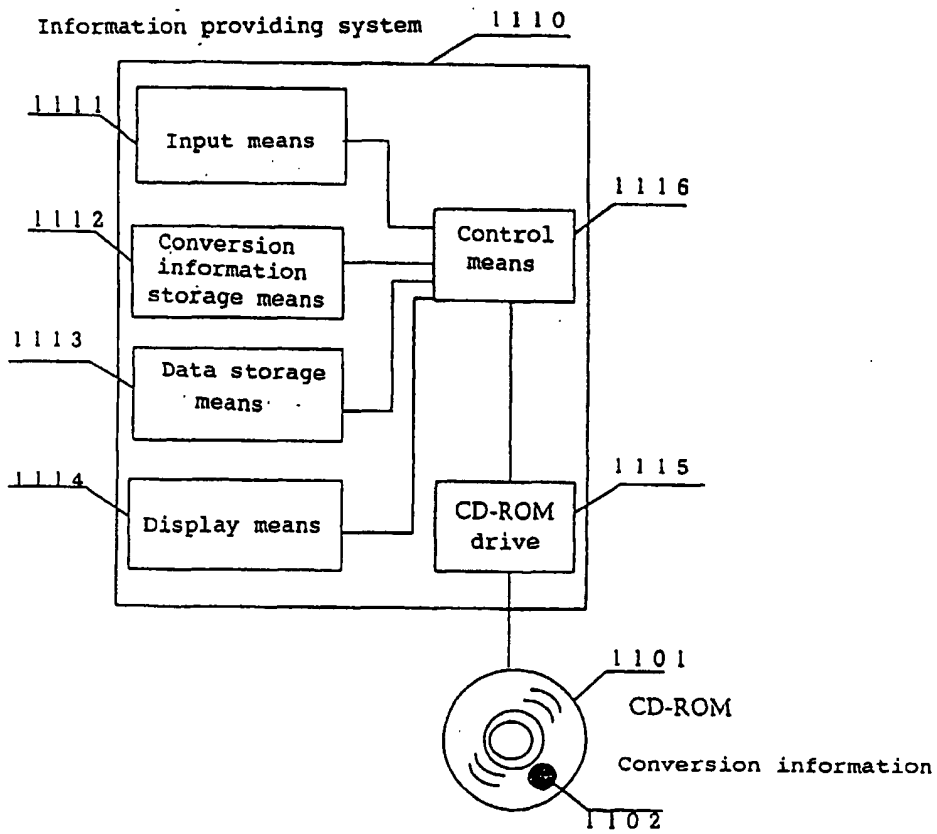 Information providing system
1110
1111
Input means
1116
Control
means
1112
Conversion
information
storage means
1113
Data storage
means
1114
Display means
1115
CD-ROM
drive
1101
CD-ROM
Conversion information
1102